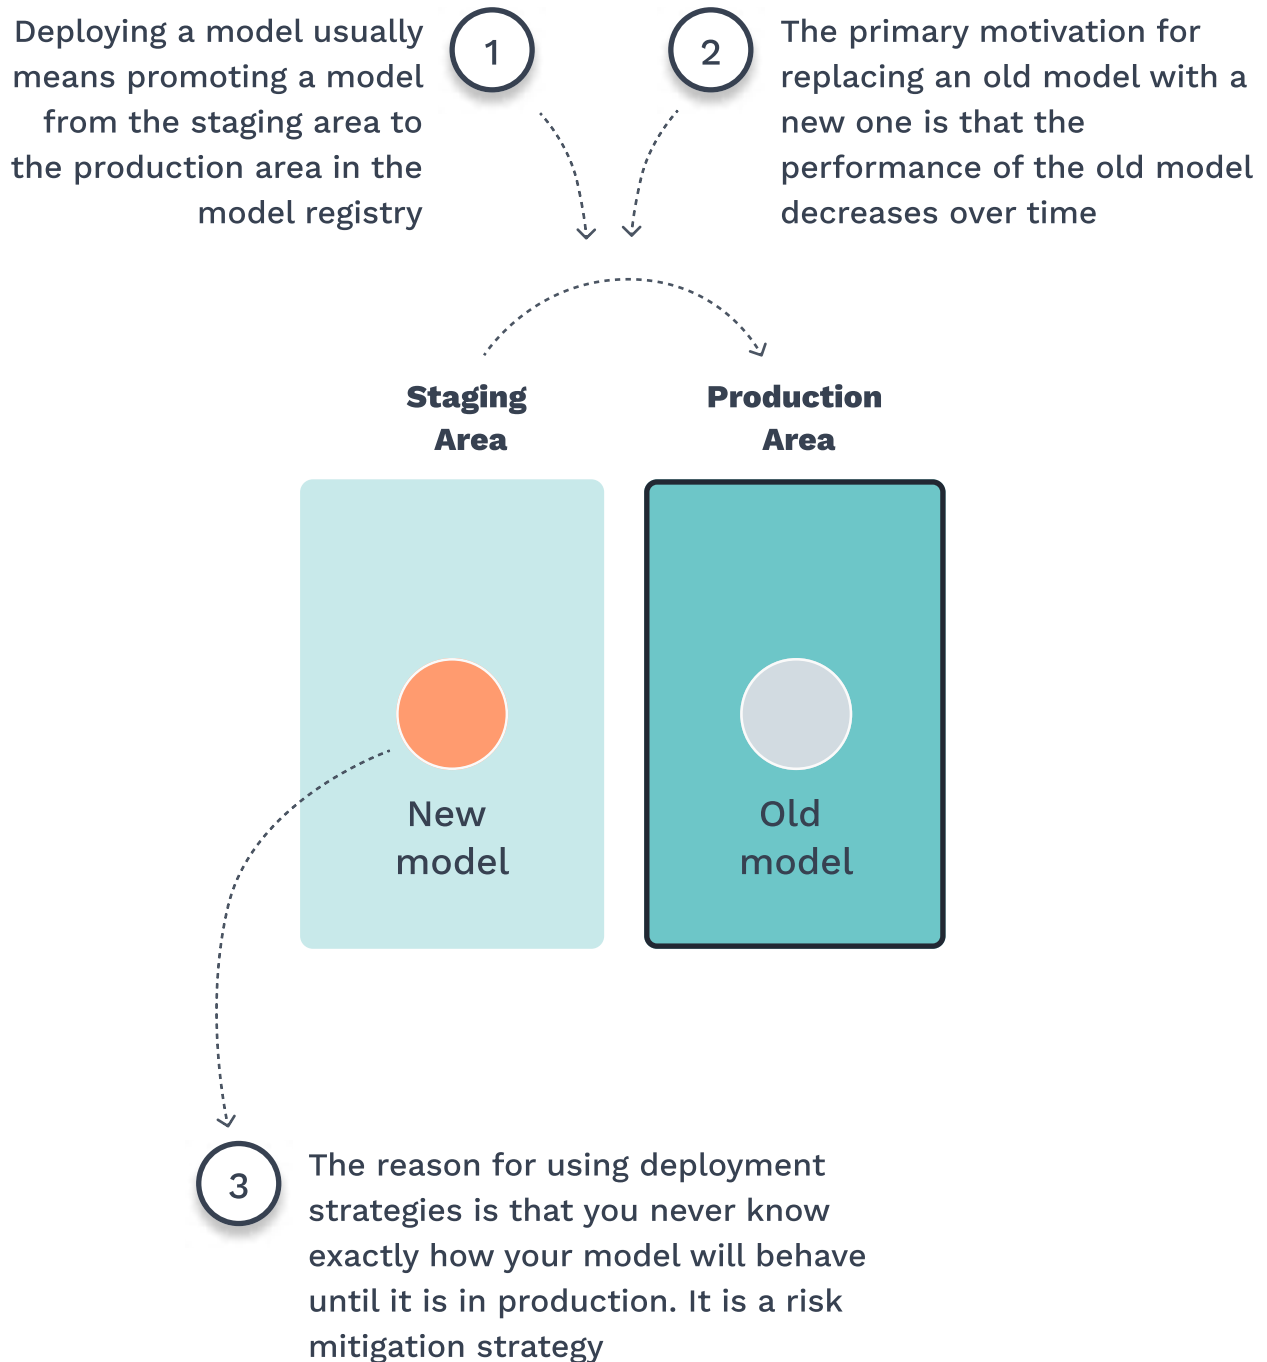 1
Deploying a model usually
means promoting a model
from the staging area to
the production area in the
model registry
2
The primary motivation for
replacing an old model with a
new one is that the
performance of the old model
decreases over time
Staging
Area
Production
Area
New
model
Old
model
3
The reason for using deployment
strategies is that you never know
exactly how your model will behave
until it is in production. It is a risk
mitigation strategy